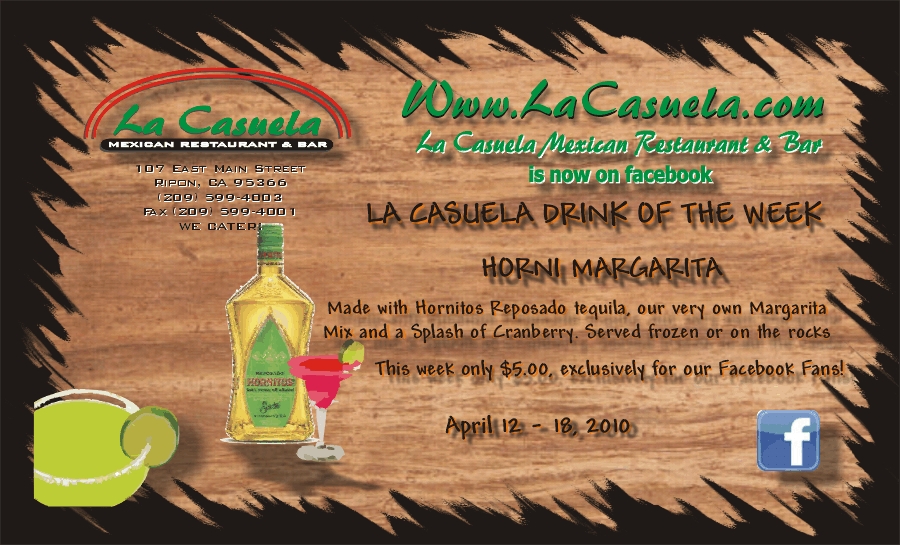 La Casuela
MEXICAN RESTAURANT & BAR
107 EAST MAIN STREET
RIPON, CA 95366
(209) 599-4003
FAX (209) 599-4001
WE CATER!
Www.LaCasuela.com
La Casuela Mexican Restaurant & Bar
is now on facebook
LA CASUELA DRINK OF THE WEEK
HORNI MARGARITA
Made with Hornitos Reposado tequila, our very own Margarita
Mix and a Splash of Cranberry. Served frozen or on the rocks
This week only $5.00, exclusively for our Facebook Fans!
April 12 - 18, 2010
REPOSADO
HORNITOS
f